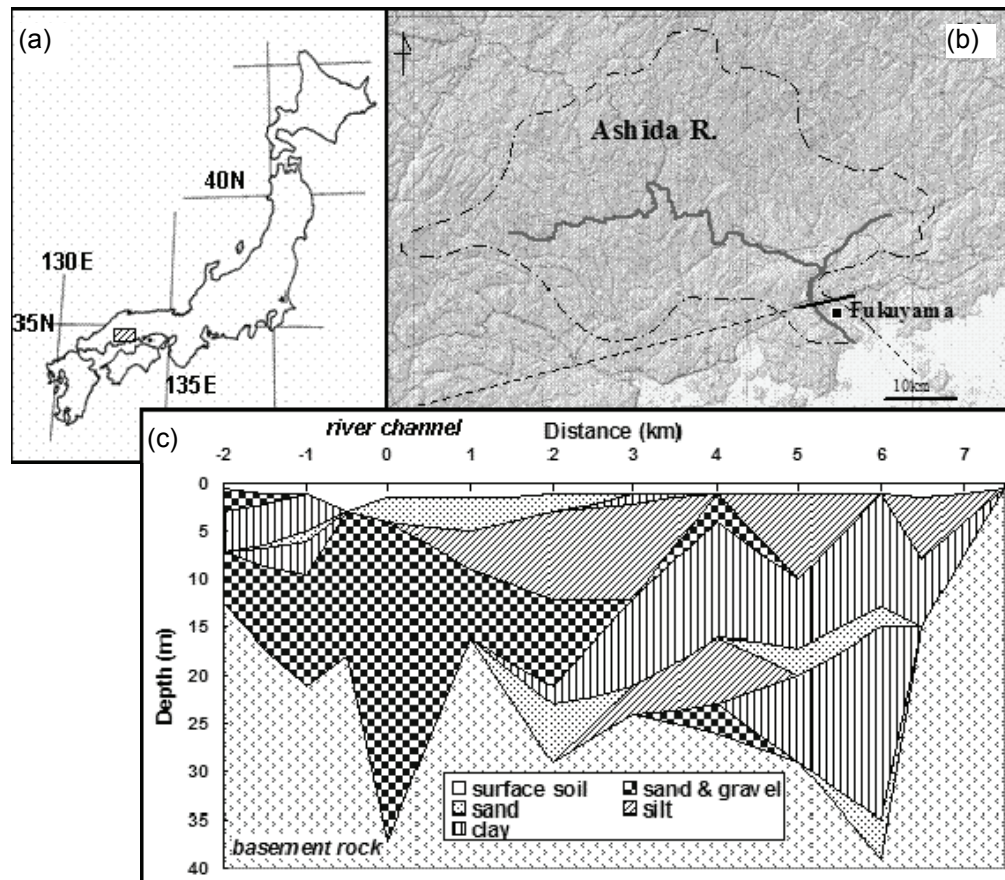 (a)
40N
130E
35N
135E
(b)
Ashida R.
Fukuyama
10km
(c)
river channel Distance (km)
-2 -1 0 1 2 3 4 5 6 7
Depth (m)
0
5
10
15
20
25
30
35
40
surface soil sand & gravel
sand silt
clay
basement rock